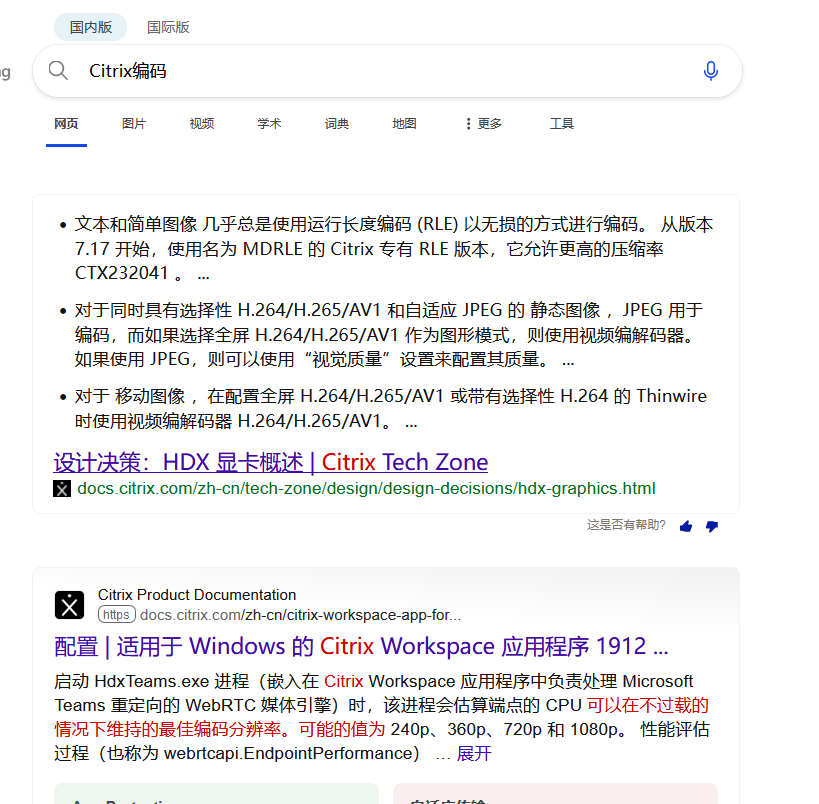 国内版 国际版
Citrix编码
网页 图片 视频 学术 词典 地图 更多 工具
• 文本和简单图像 几乎总是使用运行长度编码 (RLE) 以无损的方式进行编码。 从版本
7.17 开始，使用名为 MDRLE 的 Citrix 专有 RLE 版本，它允许更高的压缩率
CTX232041 。 ...
• 对于同时具有选择性 H.264/H.265/AV1 和自适应 JPEG 的 静态图像 ，JPEG 用于
编码，而如果选择全屏 H.264/H.265/AV1 作为图形模式，则使用视频编解码器。
如果使用 JPEG，则可以使用“视觉质量”设置来配置其质量。 ...
• 对于 移动图像 ，在配置全屏 H.264/H.265/AV1 或带有选择性 H.264 的 Thinwire
时使用视频编解码器 H.264/H.265/AV1。 ...
设计决策：HDX 显卡概述 | Citrix Tech Zone
docs.citrix.com/zh-cn/tech-zone/design/design-decisions/hdx-graphics.html
这是否有帮助?
Citrix Product Documentation
https docs.citrix.com/zh-cn/citrix-workspace-app-for...
配置 | 适用于 Windows 的 Citrix Workspace 应用程序 1912 ...
启动 HdxTeams.exe 进程（嵌入在 Citrix Workspace 应用程序中负责处理 Microsoft
Teams 重定向的 WebRTC 媒体引擎）时，该进程会估算端点的 CPU 可以在不过载的
情况下维持的最佳编码分辨率。可能的值为 240p、360p、720p 和 1080p。 性能评估
过程（也称为 webrtcapi.EndpointPerformance） … 展开